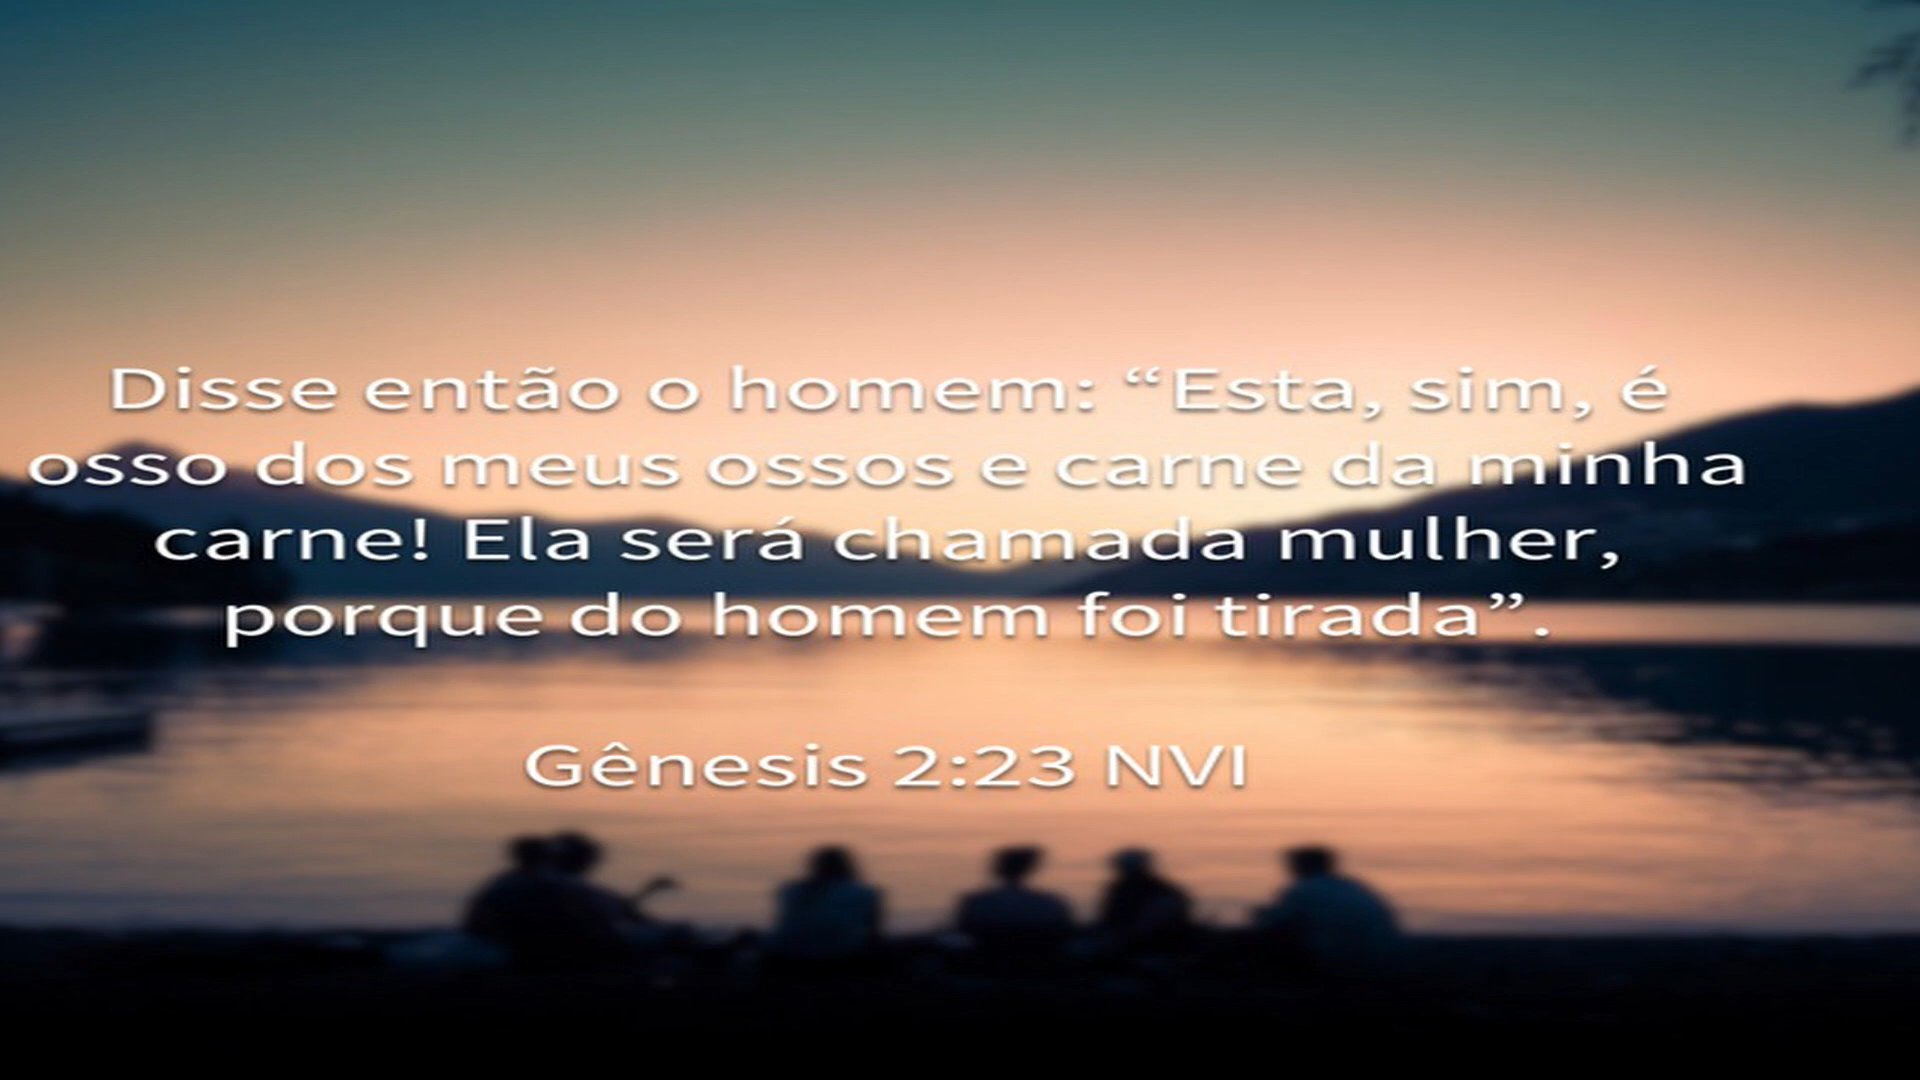 Disse então o homem: “Esta, sim, é
osso dos meus ossos e carne da minha
carne! Ela será chamada mulher,
porque do homem foi tirada”.
Gênesis 2:23 NVI